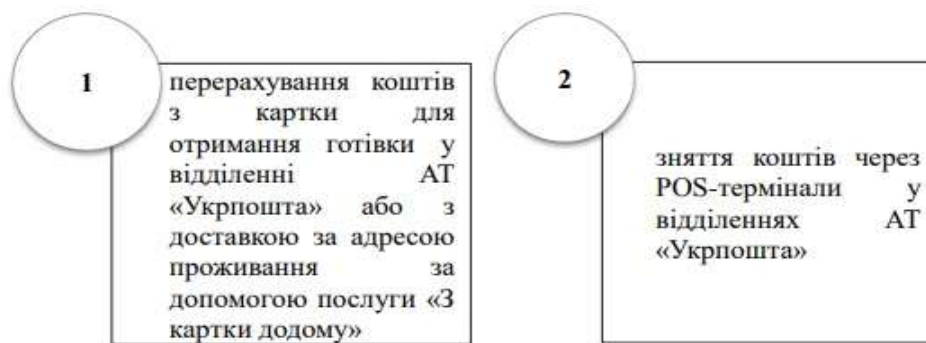 1
перерахування коштів
з картки для
отримання готівки у
відділенні АТ
«Укрпошта» або з
доставкою за адресою
проживання за
допомогою послуги «З
картки додому»
2
зняття коштів через
POS-термінали у
відділеннях АТ
«Укрпошта»